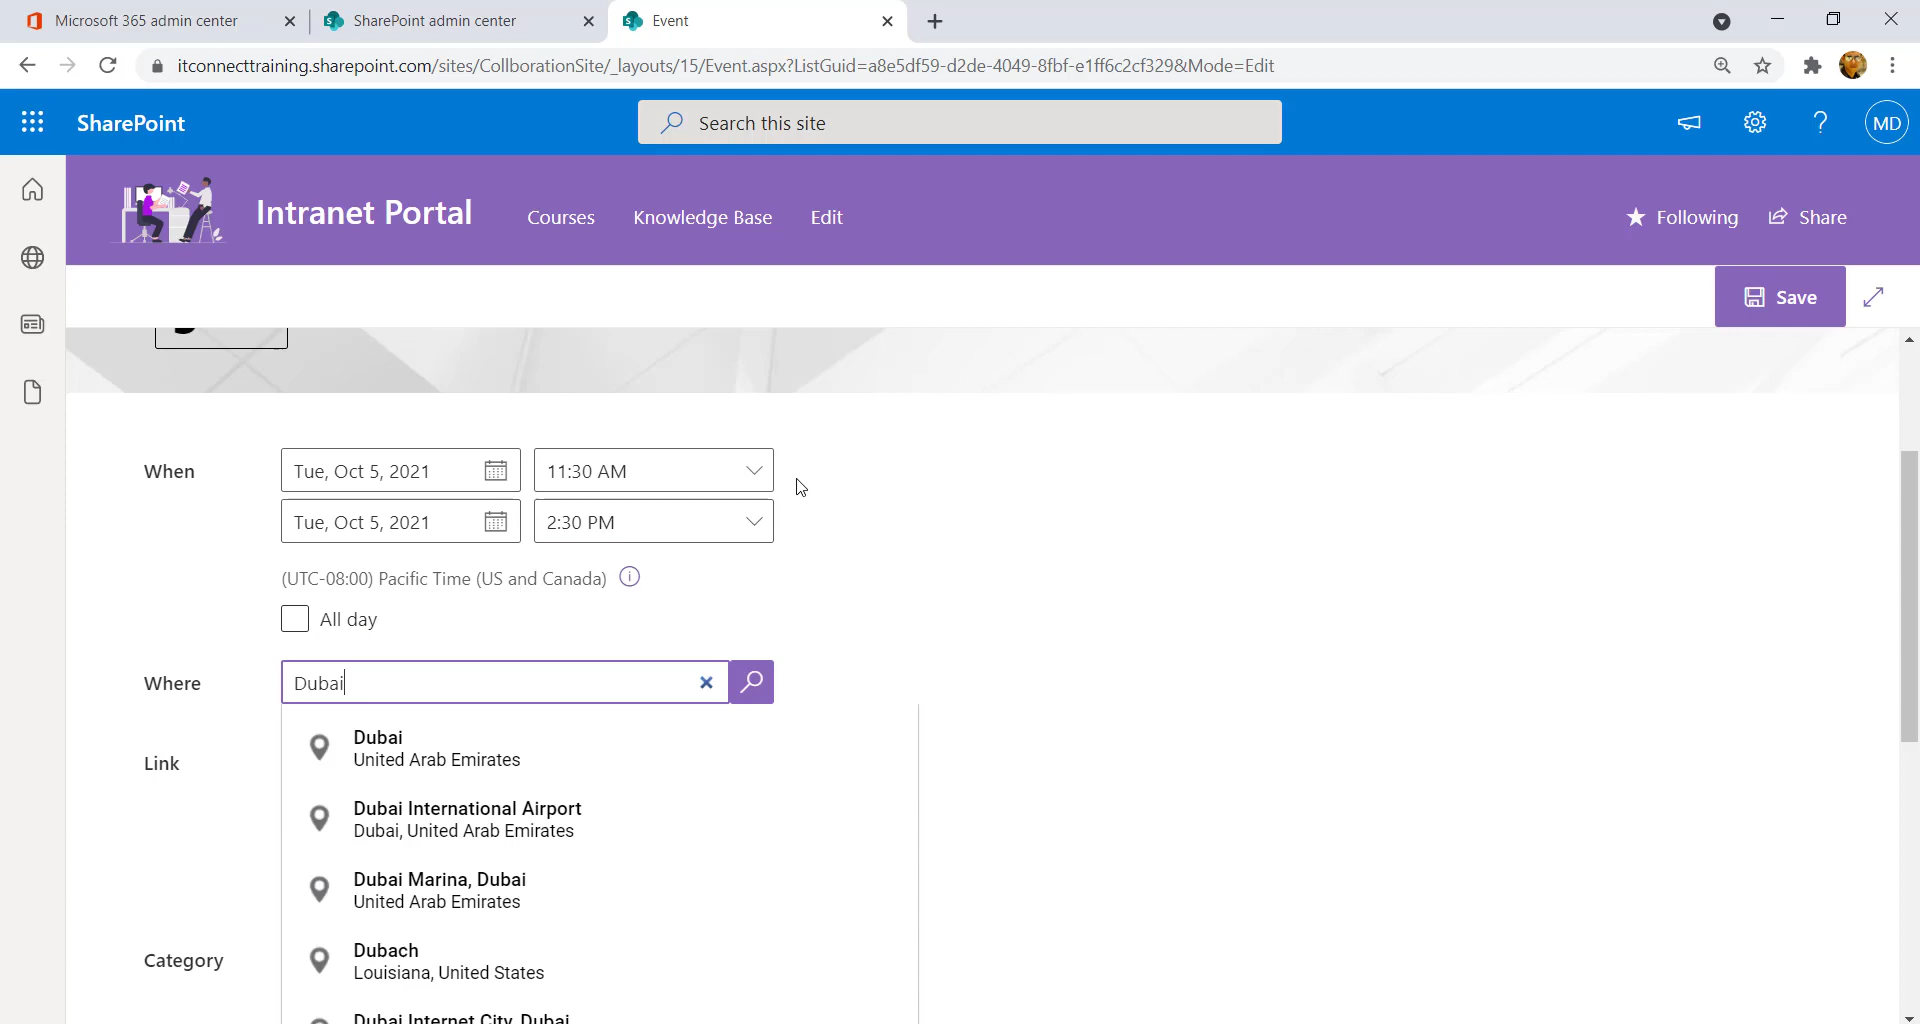 Microsoft 365 admin center
SharePoint admin center
Event
itconnecttraining.sharepoint.com/sites/CollborationSite/_layouts/15/Event.aspx?ListGuid=a8e5df59-d2de-4049-8fbf-e1ff6c2cf329&Mode=Edit
SharePoint
Search this site
MD
Intranet Portal
Courses
Knowledge Base
Edit
Following
Share
Save
When
Tue, Oct 5, 2021
11:30 AM
Tue, Oct 5, 2021
2:30 PM
(UTC-08:00) Pacific Time (US and Canada)
All day
Where
Dubai
Dubai
United Arab Emirates
Link
Dubai International Airport
Dubai, United Arab Emirates
Dubai Marina, Dubai
United Arab Emirates
Category
Dubach
Louisiana, United States
Dubai Internet City, Dubai